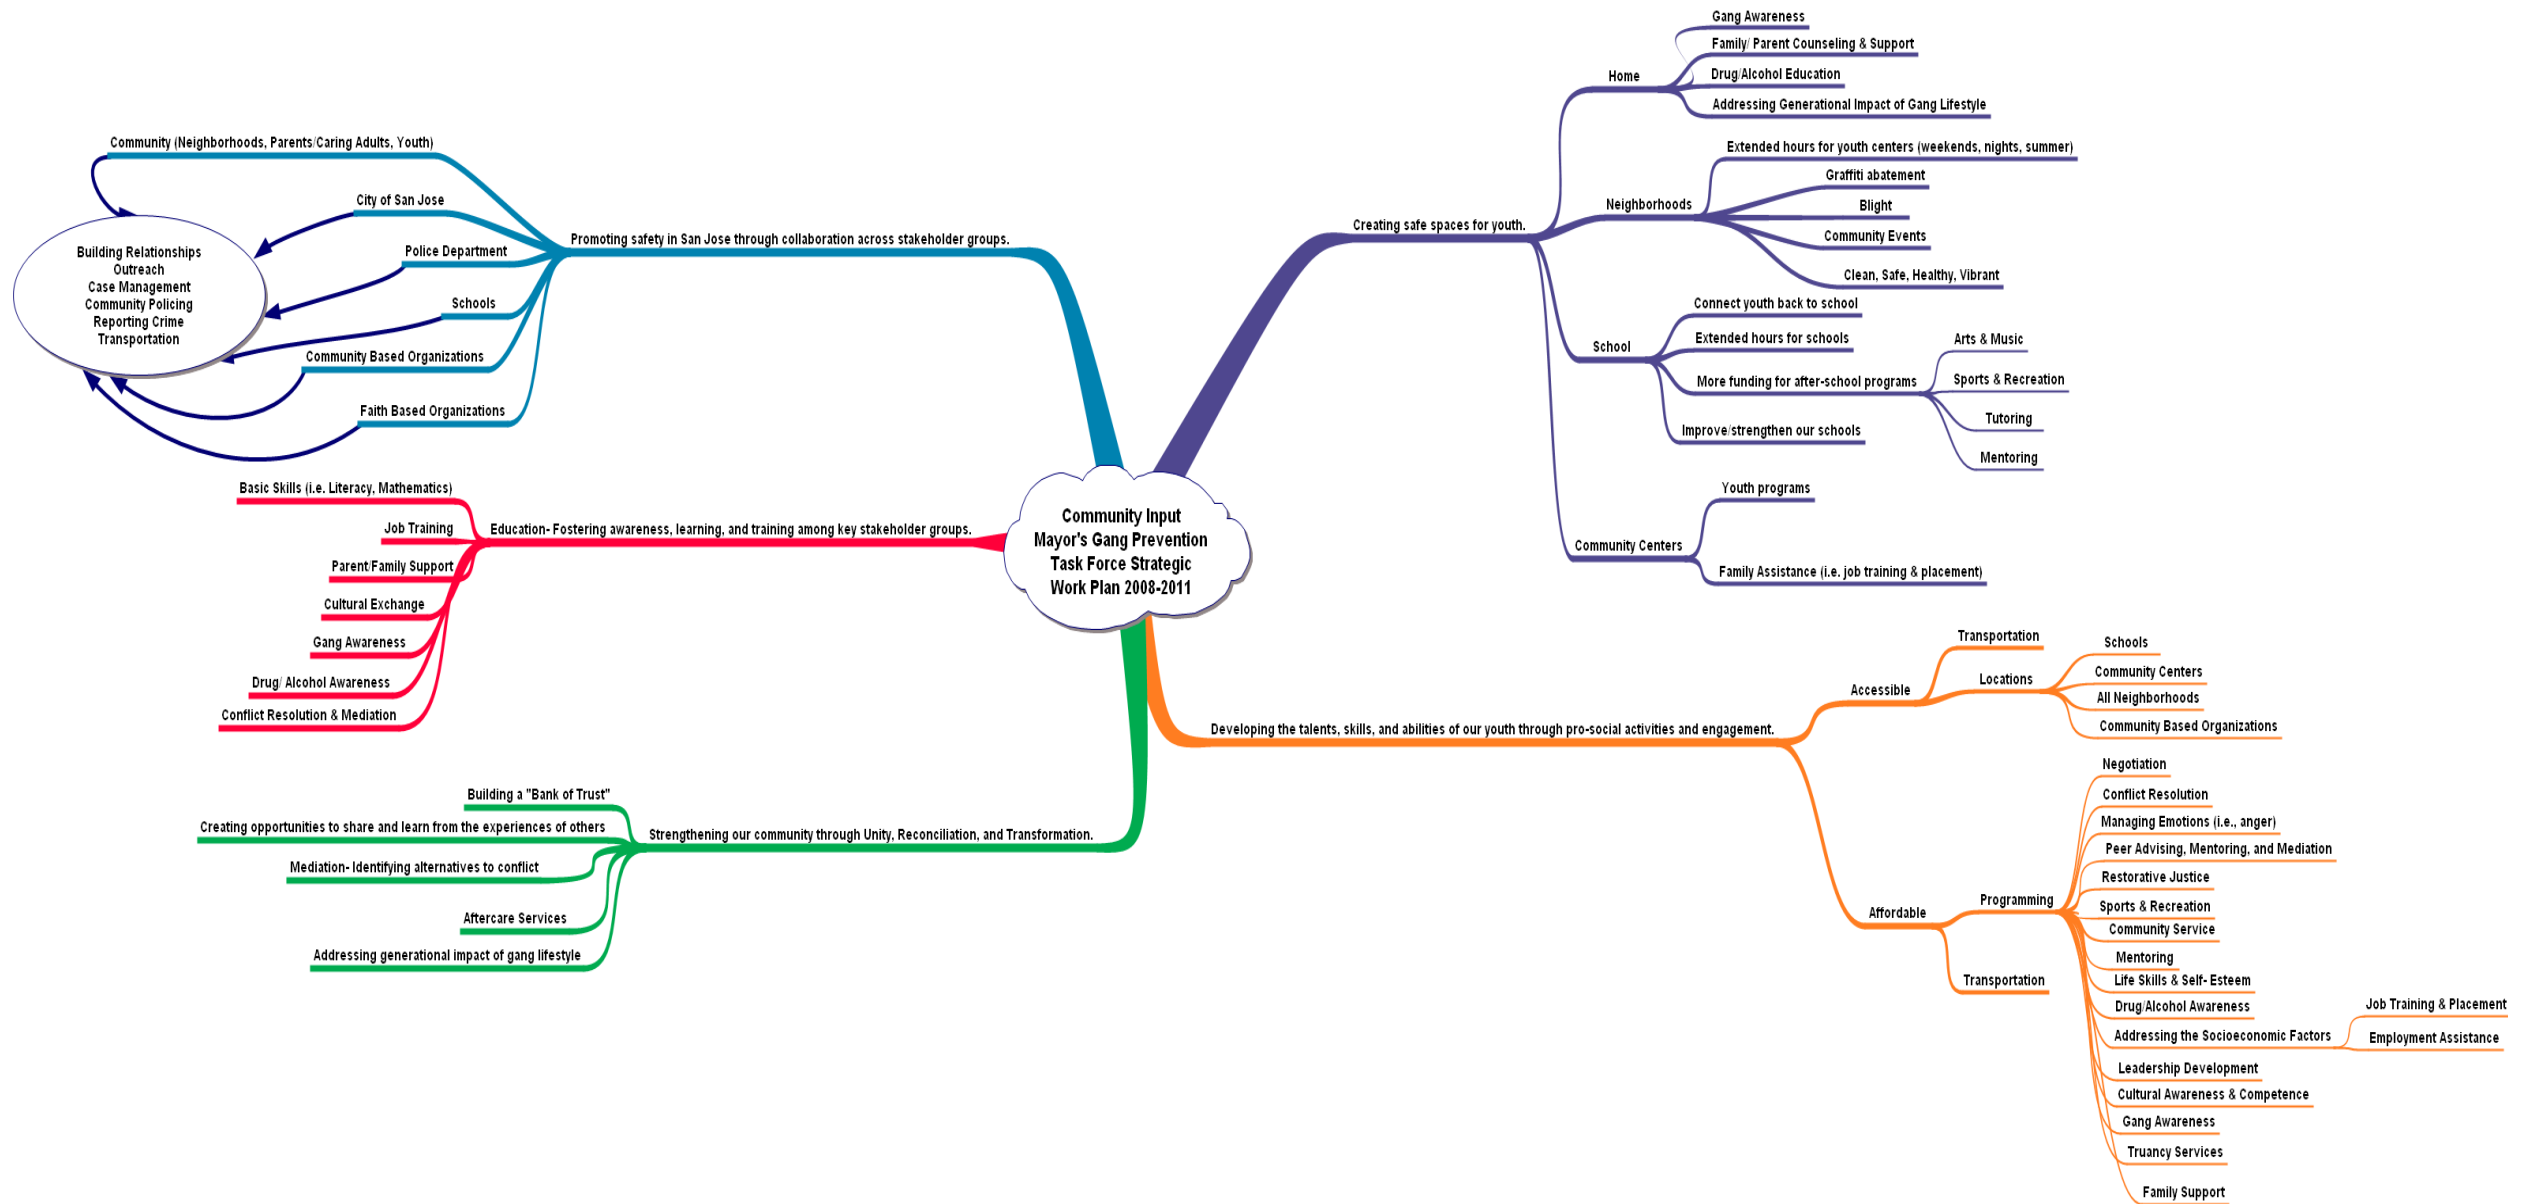 Community Input
Mayor's Gang Prevention
Task Force Strategic
Work Plan 2008-2011
Promoting safety in San Jose through collaboration across stakeholder groups.
Community (Neighborhoods, Parents/Caring Adults, Youth)
City of San Jose
Police Department
Schools
Community Based Organizations
Faith Based Organizations
Building Relationships
Outreach
Case Management
Community Policing
Reporting Crime
Transportation
Education- Fostering awareness, learning, and training among key stakeholder groups.
Basic Skills (i.e. Literacy, Mathematics)
Job Training
Parent/Family Support
Cultural Exchange
Gang Awareness
Drug/ Alcohol Awareness
Conflict Resolution & Mediation
Strengthening our community through Unity, Reconciliation, and Transformation.
Building a "Bank of Trust"
Creating opportunities to share and learn from the experiences of others
Mediation- Identifying alternatives to conflict
Aftercare Services
Addressing generational impact of gang lifestyle
Creating safe spaces for youth.
Home
Gang Awareness
Family/ Parent Counseling & Support
Drug/Alcohol Education
Addressing Generational Impact of Gang Lifestyle
Neighborhoods
Extended hours for youth centers (weekends, nights, summer)
Graffiti abatement
Blight
Community Events
Clean, Safe, Healthy, Vibrant
School
Connect youth back to school
Extended hours for schools
More funding for after-school programs
Arts & Music
Sports & Recreation
Tutoring
Mentoring
Improve/strengthen our schools
Community Centers
Youth programs
Family Assistance (i.e. job training & placement)
Developing the talents, skills, and abilities of our youth through pro-social activities and engagement.
Accessible
Transportation
Locations
Schools
Community Centers
All Neighborhoods
Community Based Organizations
Affordable
Programming
Negotiation
Conflict Resolution
Managing Emotions (i.e., anger)
Peer Advising, Mentoring, and Mediation
Restorative Justice
Sports & Recreation
Community Service
Mentoring
Life Skills & Self- Esteem
Drug/Alcohol Awareness
Addressing the Socioeconomic Factors
Job Training & Placement
Employment Assistance
Leadership Development
Cultural Awareness & Competence
Gang Awareness
Truancy Services
Family Support
Transportation